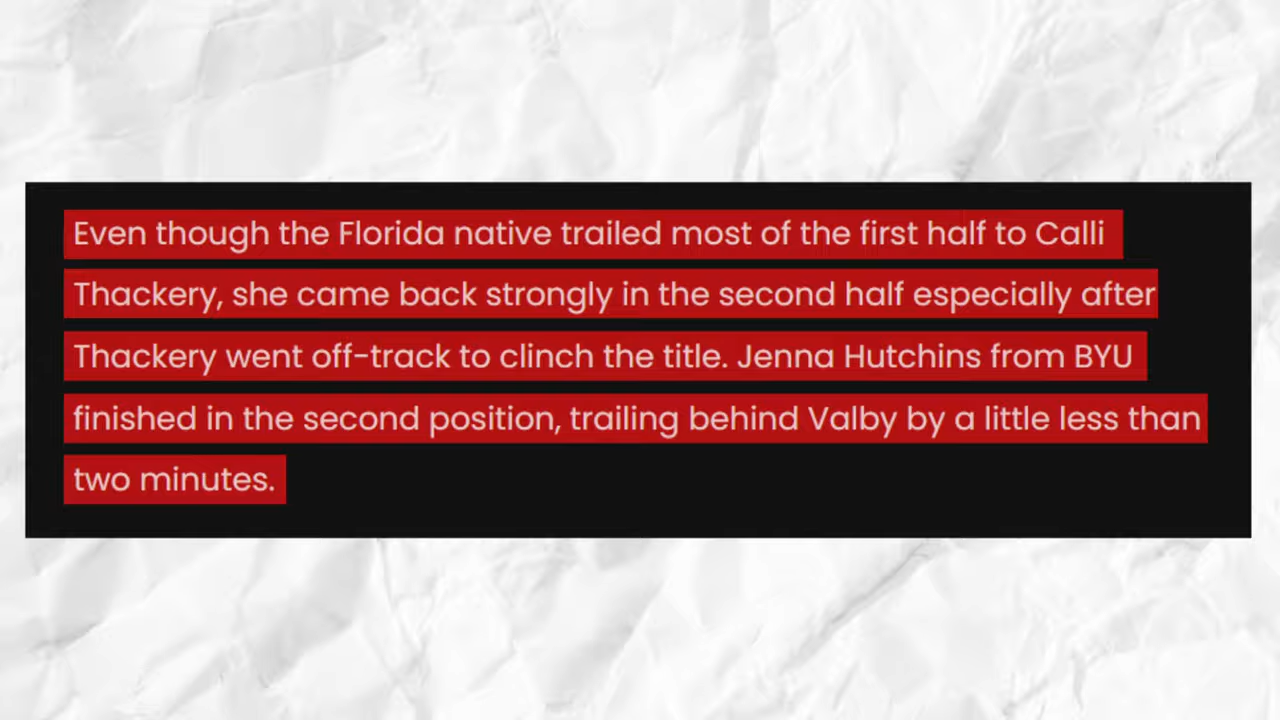 Even though the Florida native trailed most of the first half to Calli
Thackery, she came back strongly in the second half especially after
Thackery went off-track to clinch the title. Jenna Hutchins from BYU
finished in the second position, trailing behind Valby by a little less than
two minutes.